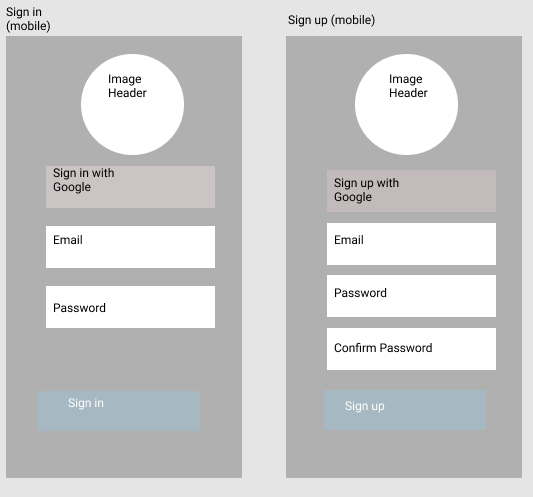 Sign in
(mobile)
Image
Header
Sign in with
Google
Email
Password
Sign in
Sign up (mobile)
Image
Header
Sign up with
Google
Email
Password
Confirm Password
Sign up